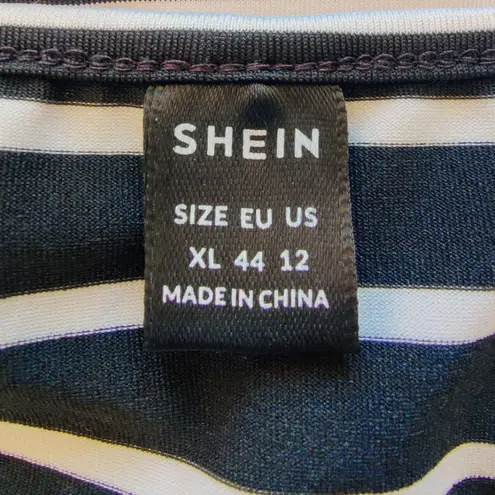 SHEIN
SIZE EU US
XL 44 12
MADE IN CHINA